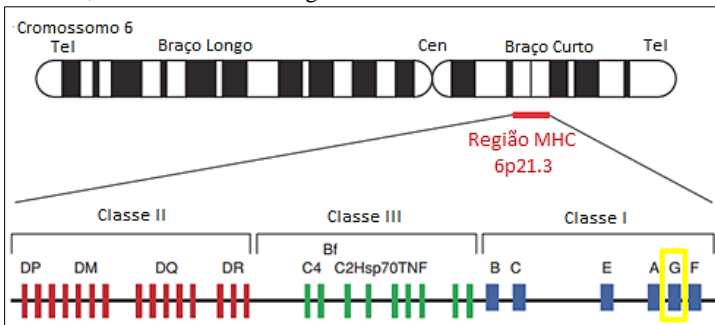 Cromossomo 6
Tel Braço Longo Cen Braço Curto Tel
Região MHC
6p21.3
Classe II Classe III Classe I
Bf
DP DM DQ DR C4 C2Hsp70TNF B C E A G F